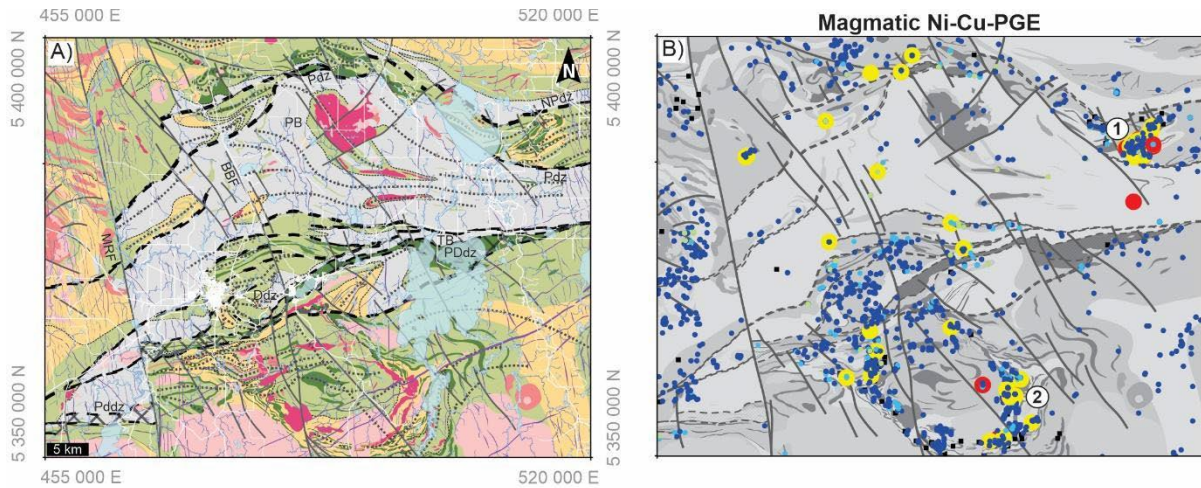 455 000 E
520 000 E
Magmatic Ni-Cu-PGE
A)
B)
N
Pdz
5 400 000 N
5 400 000 N
NPdz
PB
1
BBF
Pdz
MRF
TB
PDdz
Ddz
2
Pddz
5 350 000 N
5 350 000 N
5 km
455 000 E
520 000 E